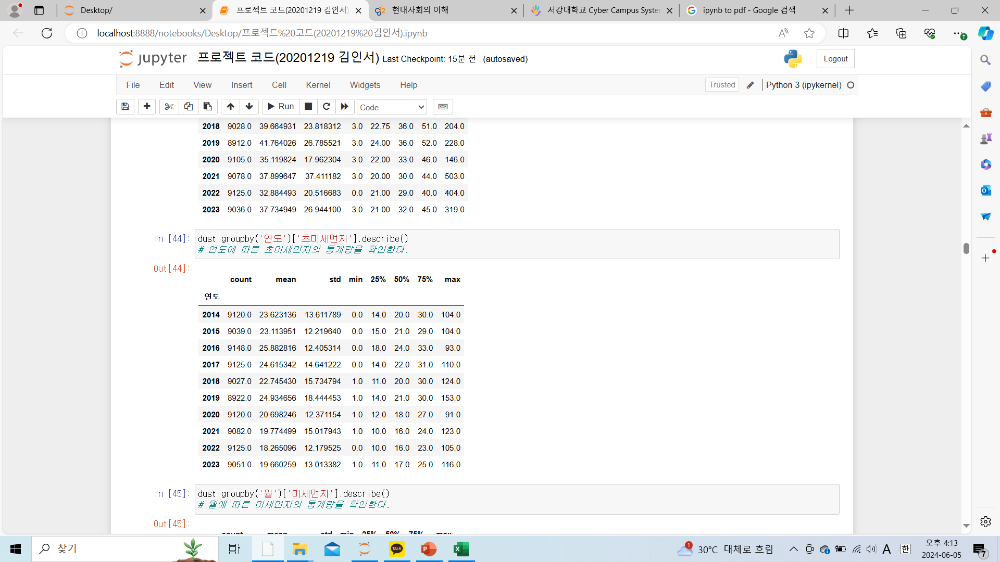 Desktop/
프로젝트 코드(20201219 김인서)
현대사회의 이해
서강대학교 Cyber Campus System
ipynb to pdf - Google 검색
localhost:8888/notebooks/Desktop/프로젝트%20코드(20201219%20김인서).ipynb
jupyter 프로젝트 코드(20201219 김인서) Last Checkpoint: 15분 전 (autosaved)
Logout
File Edit View Insert Cell Kernel Widgets Help
Trusted Python 3 (ipykernel)
Run Code
2018 9028.0 39.664931 23.818312 3.0 22.75 36.0 51.0 204.0
2019 8912.0 41.764026 26.785521 3.0 24.00 36.0 52.0 228.0
2020 9105.0 35.119824 17.962304 3.0 22.00 33.0 46.0 146.0
2021 9078.0 37.899647 37.411182 3.0 20.00 30.0 44.0 503.0
2022 9125.0 32.884493 20.516683 0.0 21.00 29.0 40.0 404.0
2023 9036.0 37.734949 26.944100 3.0 21.00 32.0 45.0 319.0
In [44]: dust.groupby('연도')['초미세먼지'].describe()
# 연도에 따른 초미세먼지의 통계량을 확인한다.
Out[44]:
count mean std min 25% 50% 75% max
연도
2014 9120.0 23.623136 13.611789 0.0 14.0 20.0 30.0 104.0
2015 9039.0 23.113951 12.219640 0.0 15.0 21.0 29.0 104.0
2016 9148.0 25.882816 12.405314 0.0 18.0 24.0 33.0 93.0
2017 9125.0 24.615342 14.641222 0.0 14.0 22.0 31.0 110.0
2018 9027.0 22.745430 15.734794 1.0 11.0 20.0 30.0 124.0
2019 8922.0 24.934656 18.444453 1.0 14.0 21.0 30.0 153.0
2020 9120.0 20.698246 12.371154 1.0 12.0 18.0 27.0 91.0
2021 9082.0 19.774499 15.017943 1.0 10.0 16.0 24.0 123.0
2022 9125.0 18.265096 12.179525 0.0 10.0 16.0 23.0 105.0
2023 9051.0 19.660259 13.013382 1.0 11.0 17.0 25.0 116.0
In [45]: dust.groupby('월')['미세먼지'].describe()
# 월에 따른 미세먼지의 통계량을 확인한다.
Out[45]:
count mean std min 25% 50% 75% max
찾기
TALK
1
30°C 대체로 흐림
A 한
오후 4:13
2024-06-05
7